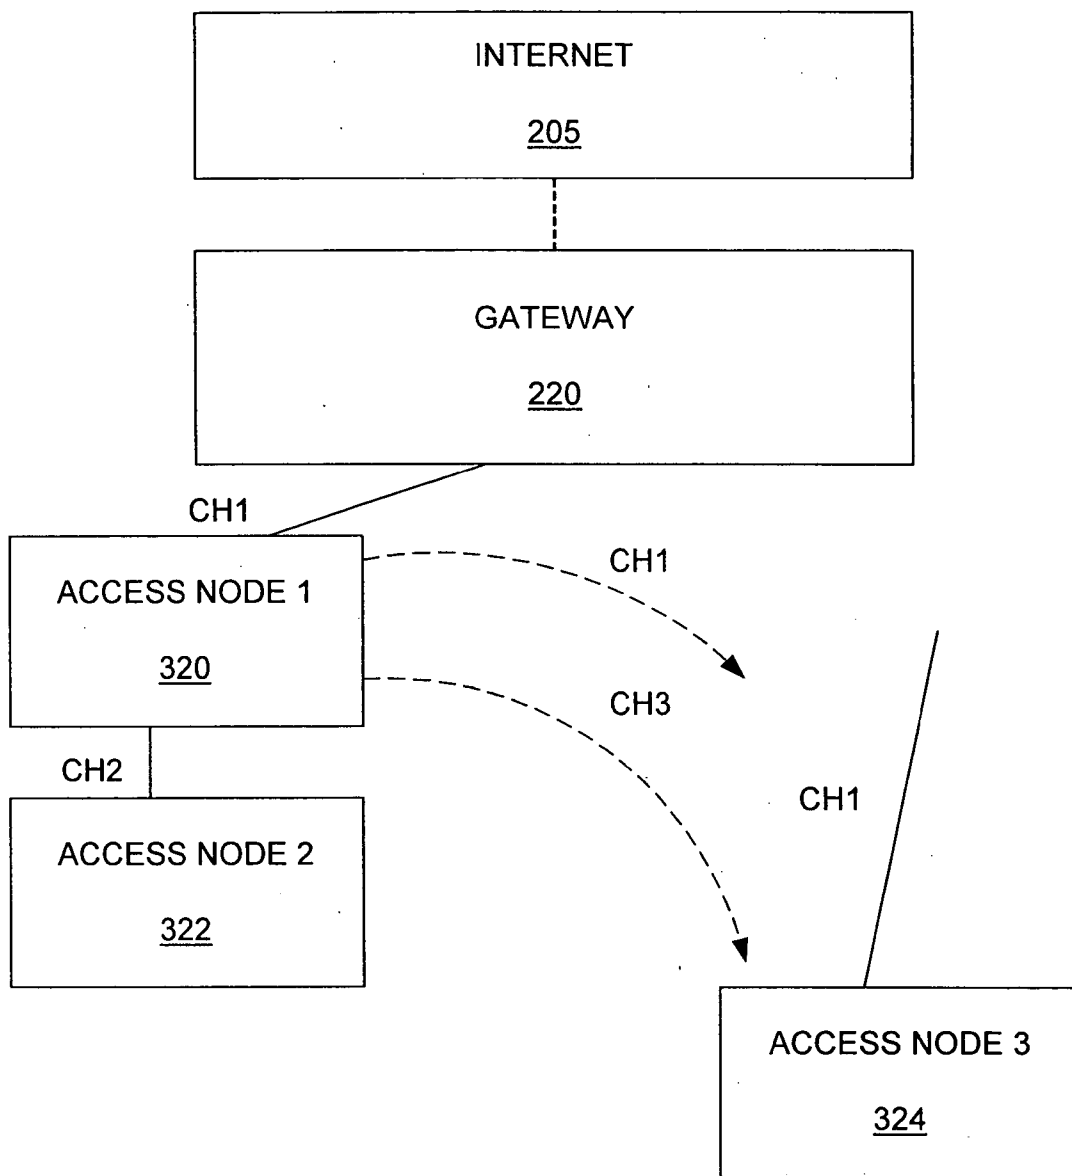 INTERNET
205
GATEWAY
220
CH1
ACCESS NODE 1
320
CH1
CH3
CH2
CH1
ACCESS NODE 2
322
ACCESS NODE 3
324